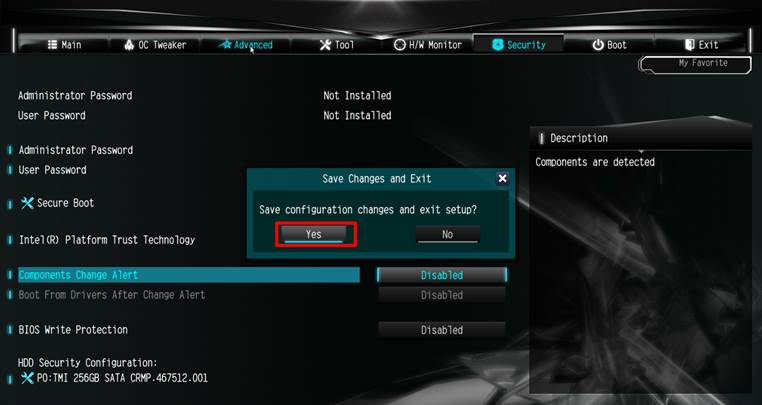 Main OC Tweaker Advanced Tool H/W Monitor Security Boot Exit
My Favorite
Administrator Password Not Installed
User Password Not Installed
Administrator Password
User Password
Secure Boot
Intel(R) Platform Trust Technology
Components Change Alert Disabled
Boot From Drivers After Change Alert Disabled
BIOS Write Protection Disabled
HDD Security Configuration:
PO:TMI 256GB SATA CRMP.467512.001
Save Changes and Exit
Save configuration changes and exit setup?
Yes No
Description
Components are detected